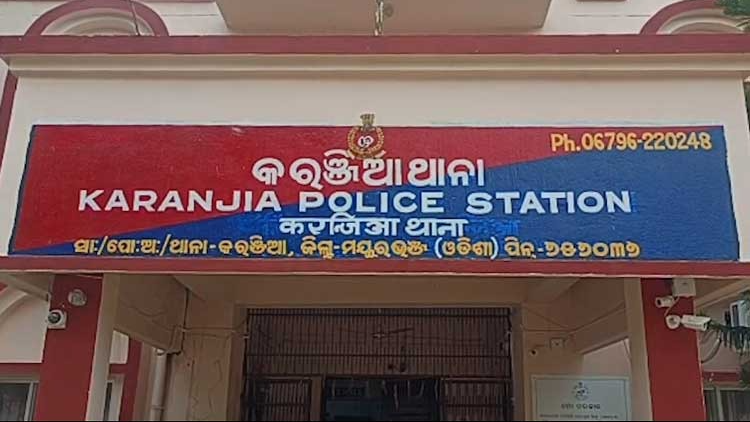 Ph.06796-220248
କରଞ୍ଜିଆ ଥାନା
KARANJIA POLICE STATION
करंजिआ थाना
ସା:/ପୋ:ଅ:/ଥାନା-କରଞ୍ଜିଆ, ଜିଲ୍ଲା-ମୟୂରଭଞ୍ଜ (ଓଡିଶା) ପିନ୍-୭୫୭୦୩୭